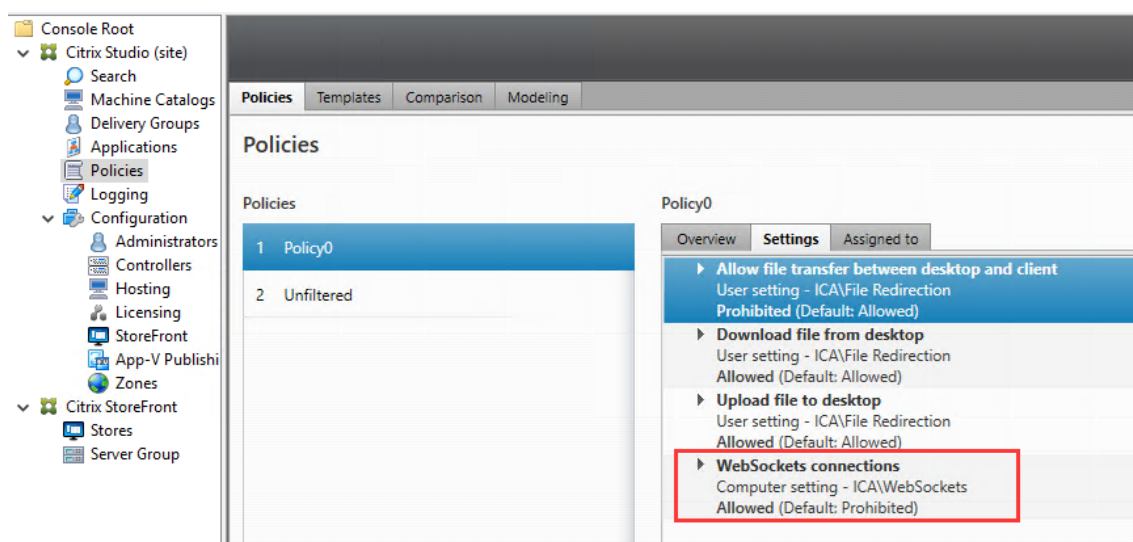 Console Root
Citrix Studio (site)
Search
Machine Catalogs
Delivery Groups
Applications
Policies
Logging
Configuration
Administrators
Controllers
Hosting
Licensing
StoreFront
App-V Publishi
Zones
Citrix StoreFront
Stores
Server Group
Policies Templates Comparison Modeling
Policies
Policies
1 Policy0
2 Unfiltered
Policy0
Overview Settings Assigned to
Allow file transfer between desktop and client
User setting - ICA\File Redirection
Prohibited (Default: Allowed)
Download file from desktop
User setting - ICA\File Redirection
Allowed (Default: Allowed)
Upload file to desktop
User setting - ICA\File Redirection
Allowed (Default: Allowed)
WebSockets connections
Computer setting - ICA\WebSockets
Allowed (Default: Prohibited)